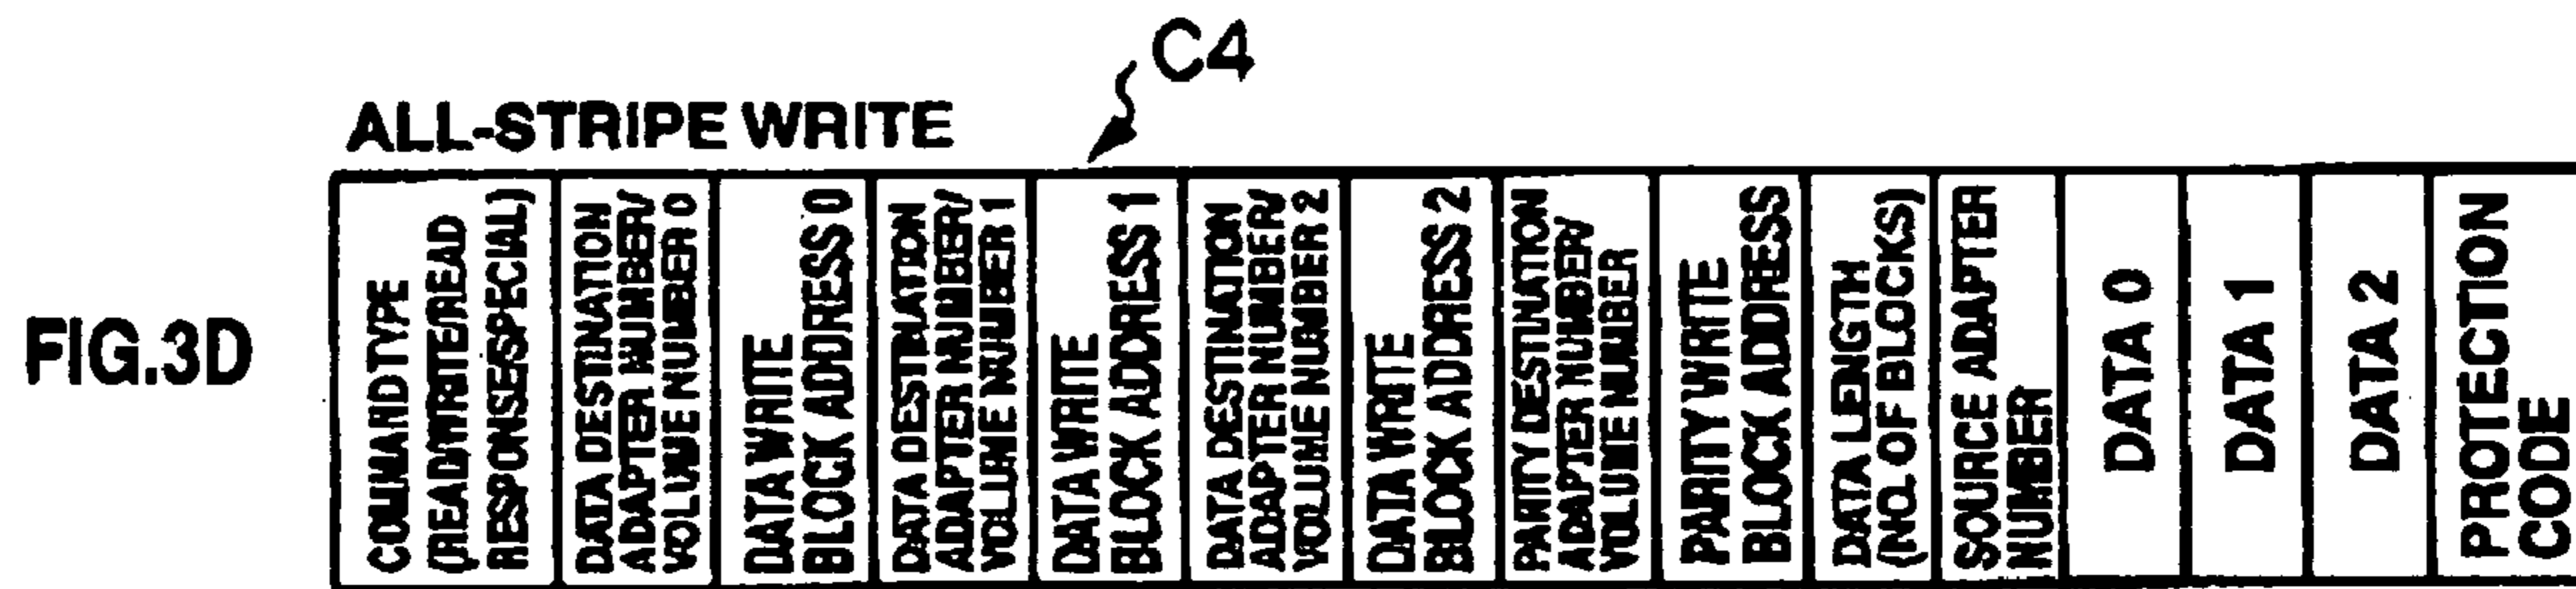 C4
ALL-STRIPE WRITE
FIG.3D
COMMAND TYPE
(READ/WRITE/READ
RESPONSE/SPECIAL)
DATA DESTINATION
ADAPTER NUMBER/
VOLUME NUMBER 0
DATA WRITE
BLOCK ADDRESS 0
DATA DESTINATION
ADAPTER NUMBER/
VOLUME NUMBER 1
DATA WRITE
BLOCK ADDRESS 1
DATA DESTINATION
ADAPTER NUMBER/
VOLUME NUMBER 2
DATA WRITE
BLOCK ADDRESS 2
PARITY DESTINATION
ADAPTER NUMBER/
VOLUME NUMBER
PARITY WRITE
BLOCK ADDRESS
DATA LENGTH
(NO. OF BLOCKS)
SOURCE ADAPTER
NUMBER
DATA 0
DATA 1
DATA 2
PROTECTION
CODE